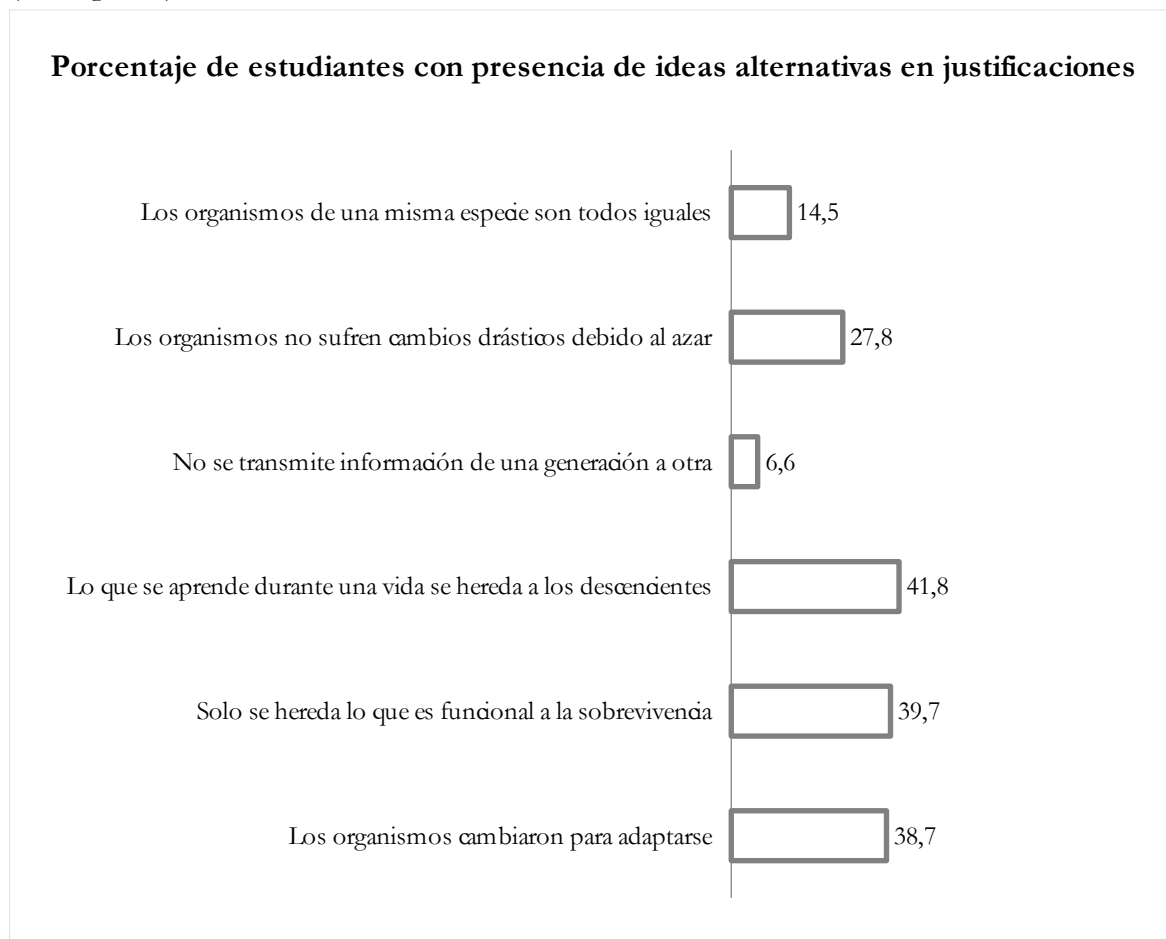 Porcentaje de estudiantes con presencia de ideas alternativas en justificaciones
Los organismos de una misma especie son todos iguales
14,5
Los organismos no sufren cambios drásticos debido al azar
27,8
No se transmite información de una generación a otra
6,6
Lo que se aprende durante una vida se hereda a los descencientes
41,8
Solo se hereda lo que es funcional a la sobrevivencia
39,7
Los organismos cambiaron para adaptarse
38,7